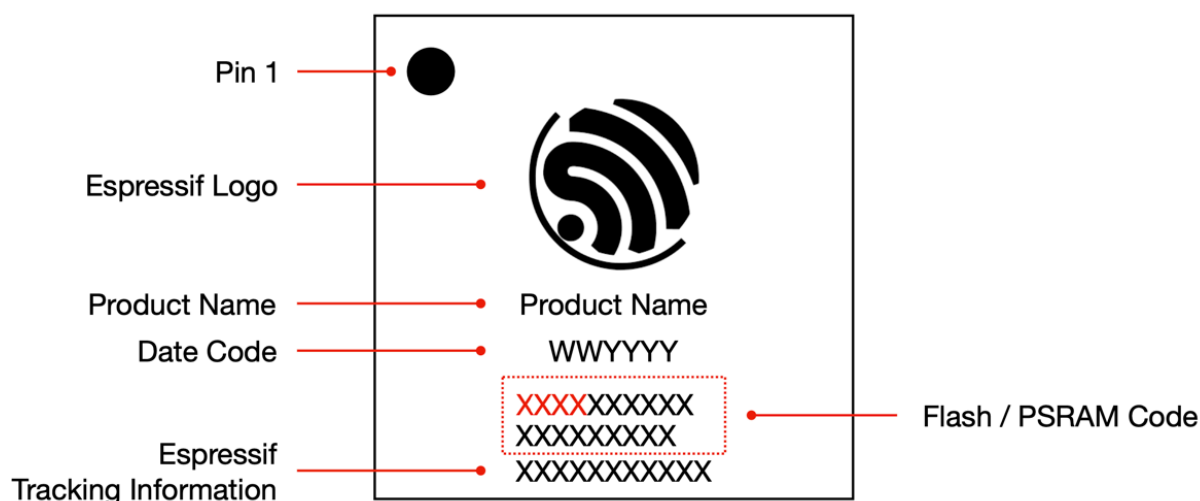 Pin 1
Espressif Logo
Product Name
Product Name
Date Code
WWYYYY
XXXXXXXXXX
XXXXXXXXX
Flash / PSRAM Code
Espressif
Tracking Information
XXXXXXXXXXX